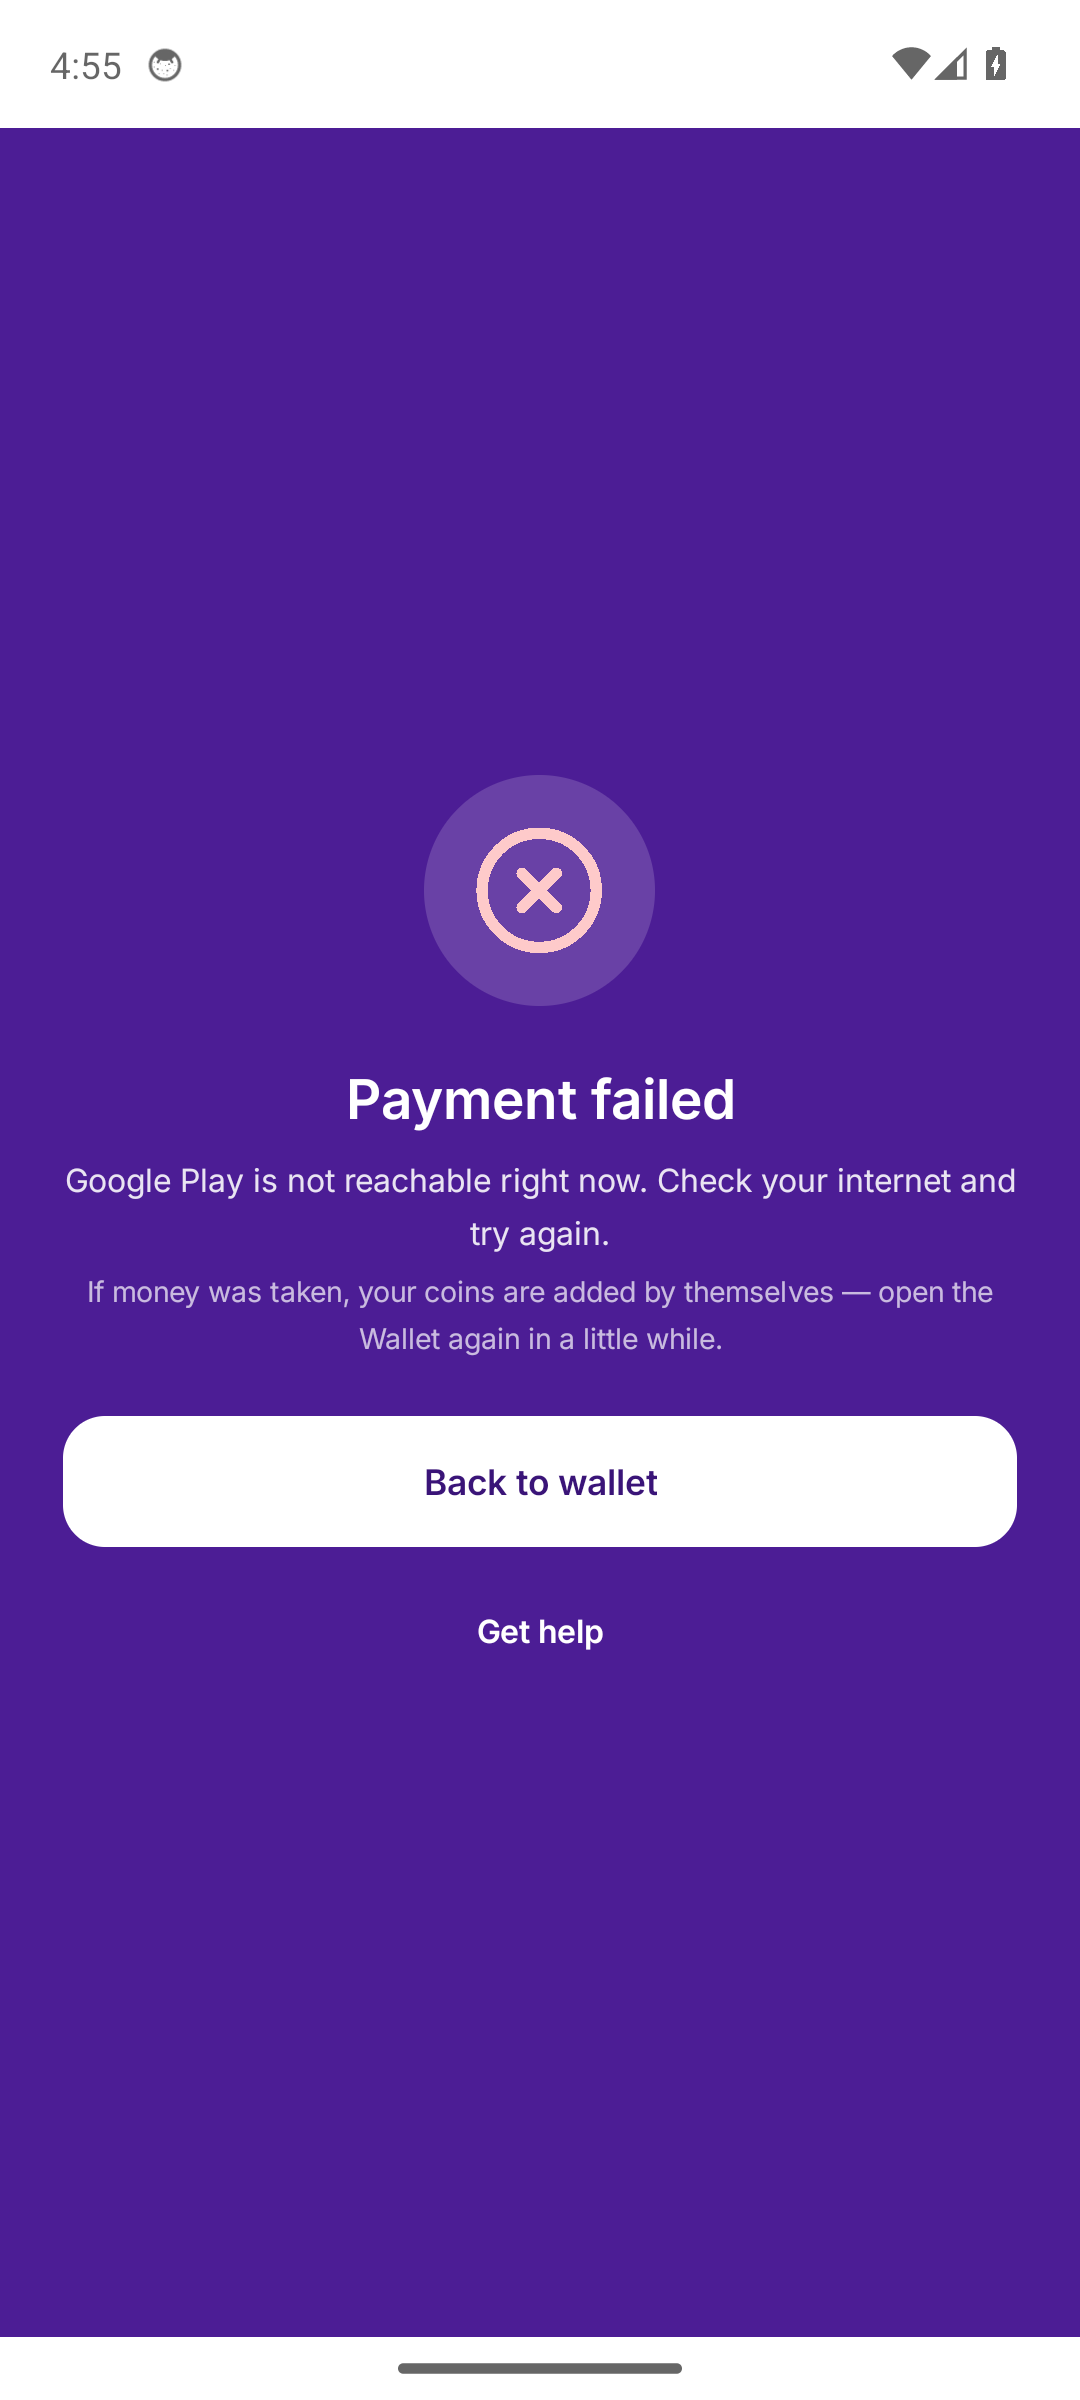 4:55
Payment failed
Google Play is not reachable right now. Check your internet and
try again.
If money was taken, your coins are added by themselves — open the
Wallet again in a little while.
Back to wallet
Get help